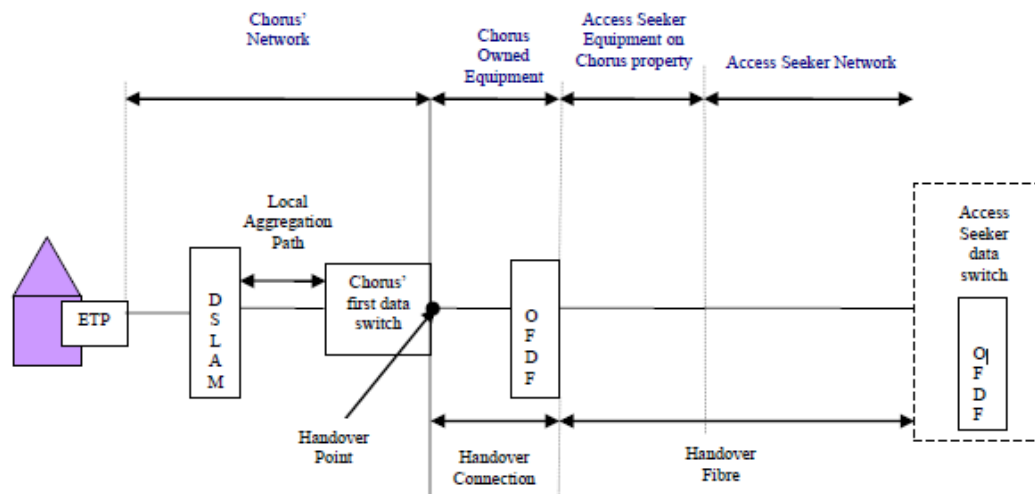 Chorus'
Network
Chorus
Owned
Equipment
Access Seeker
Equipment on
Chorus property
Access Seeker Network
Local
Aggregation
Path
ETP
D
S
L
A
M
Chorus'
first data
switch
O
F
D
F
Access
Seeker
data
switch
O
F
D
F
Handover
Point
Handover
Connection
Handover
Fibre